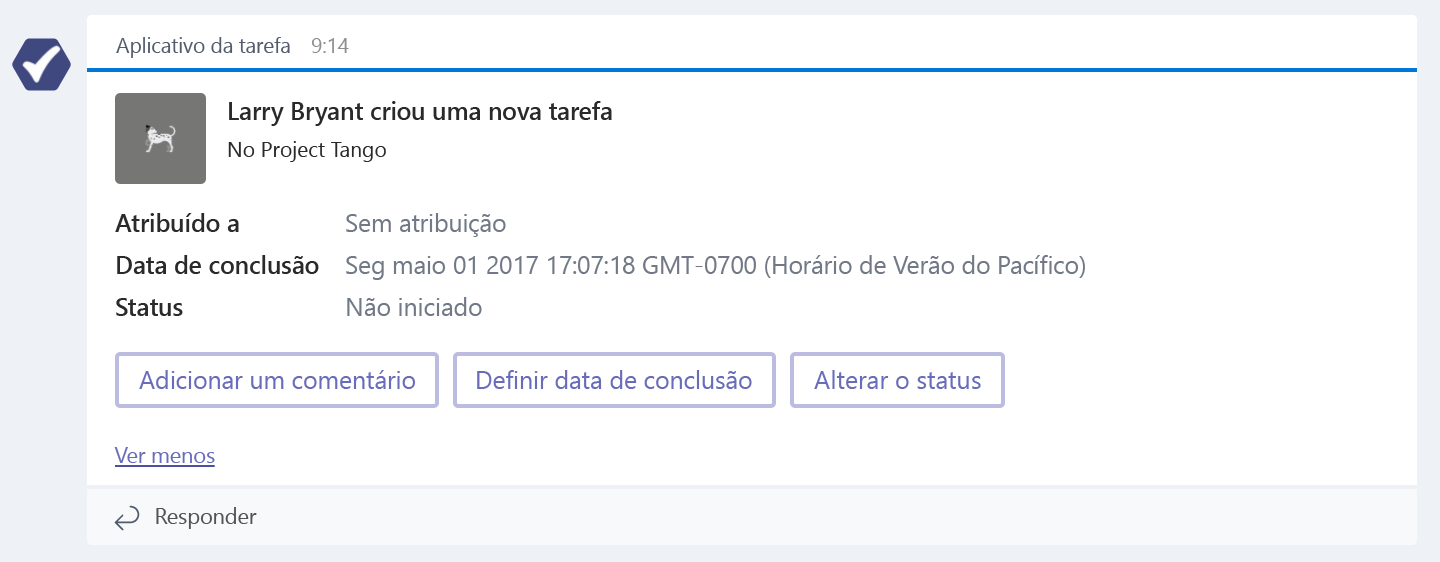 Aplicativo da tarefa 9:14
Larry Bryant criou uma nova tarefa
No Project Tango
Atribuído a Sem atribuição
Data de conclusão Seg maio 01 2017 17:07:18 GMT-0700 (Horário de Verão do Pacífico)
Status Não iniciado
Adicionar um comentário Definir data de conclusão Alterar o status
Ver menos
Responder